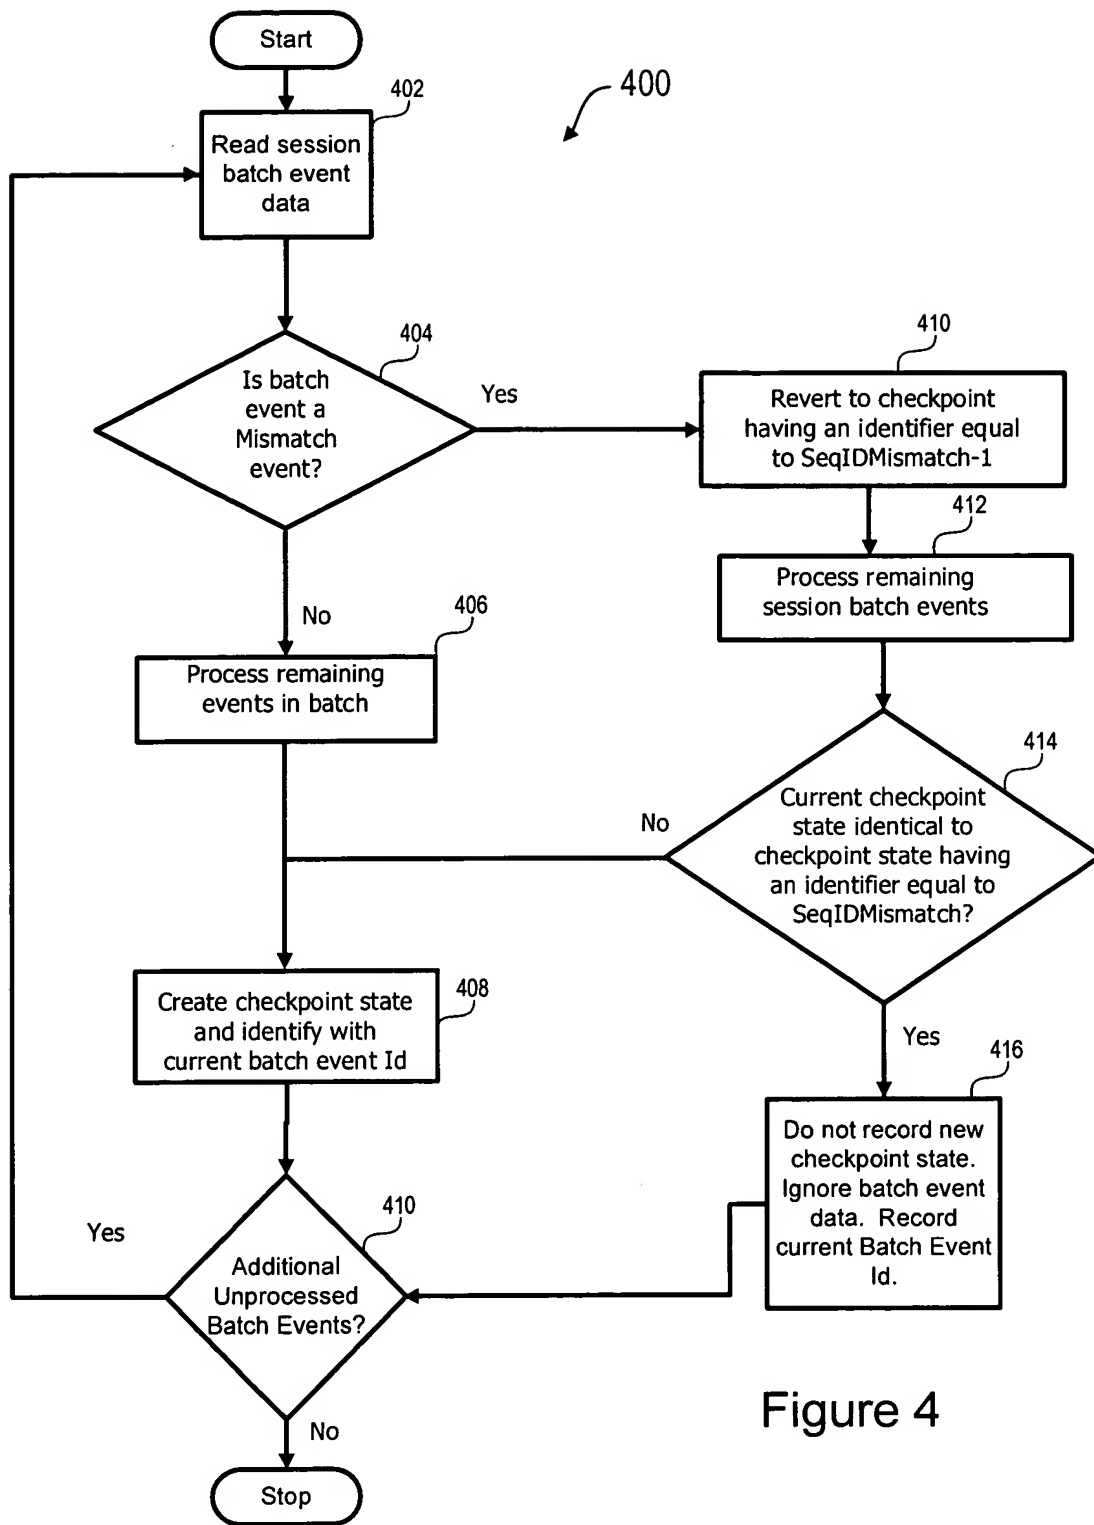 Start
400
402
Read session
batch event
data
404
Is batch
event a
Mismatch
event?
Yes
410
Revert to checkpoint
having an identifier equal
to SeqIDMismatch-1
412
Process remaining
session batch events
No
406
Process remaining
events in batch
414
Current checkpoint
state identical to
checkpoint state having
an identifier equal to
SeqIDMismatch?
No
408
Create checkpoint state
and identify with
current batch event Id
Yes
416
Do not record new
checkpoint state.
Ignore batch event
data. Record
current Batch Event
Id.
410
Yes
Additional
Unprocessed
Batch Events?
No
Stop
Figure 4